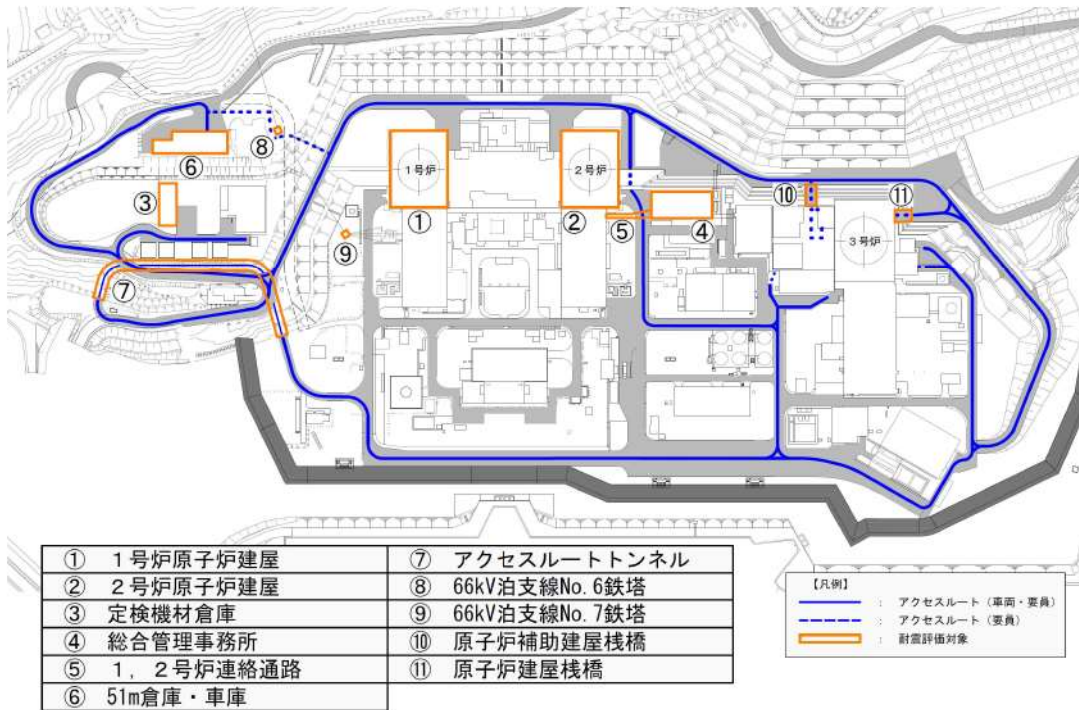 1号炉
2号炉
3号炉
①
②
③
④
⑤
⑥
⑦
⑧
⑨
⑩
⑪
① 1号炉原子炉建屋 ⑦ アクセスルートトンネル
② 2号炉原子炉建屋 ⑧ 66kV泊支線No.6鉄塔
③ 定検機材倉庫 ⑨ 66kV泊支線No.7鉄塔
④ 総合管理事務所 ⑩ 原子炉補助建屋桟橋
⑤ 1,2号炉連絡通路 ⑪ 原子炉建屋桟橋
⑥ 51m倉庫・車庫
【凡例】
: アクセスルート(車両・要員)
: アクセスルート(要員)
: 耐震評価対象